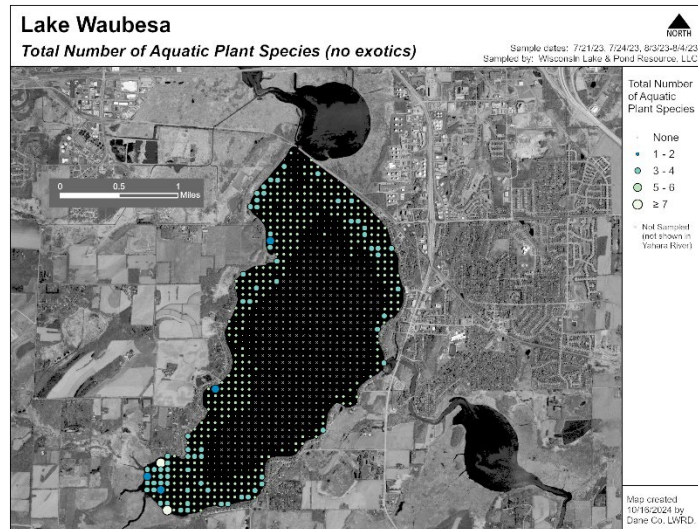 Lake Waubesa
Total Number of Aquatic Plant Species (no exotics)
NORTH
Sample dates: 7/21/23, 7/24/23, 8/3/23-8/4/23
Sampled by: Wisconsin Lake & Pond Resource, LLC
0 0.5 1
Miles
Total Number
of Aquatic
Plant Species
None
1 - 2
3 - 4
5 - 6
≥ 7
× Not Sampled
(not shown in
Yahara River)
Map created
10/16/2024 by
Dane Co. LWRD